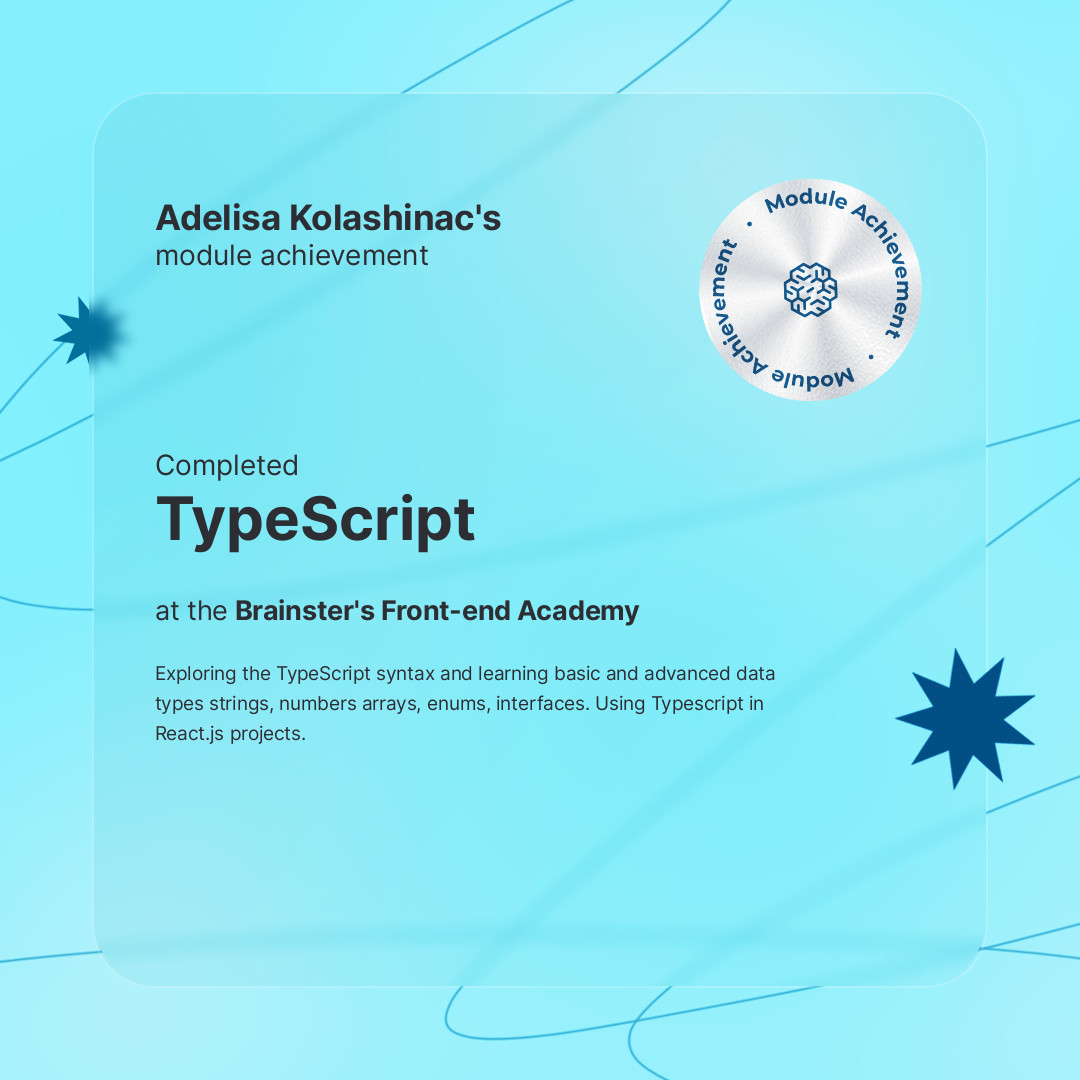 Adelisa Kolashinac's
module achievement
Module Achievement • Module Achievement •
Completed
TypeScript
at the Brainster's Front-end Academy
Exploring the TypeScript syntax and learning basic and advanced data
types strings, numbers arrays, enums, interfaces. Using Typescript in
React.js projects.